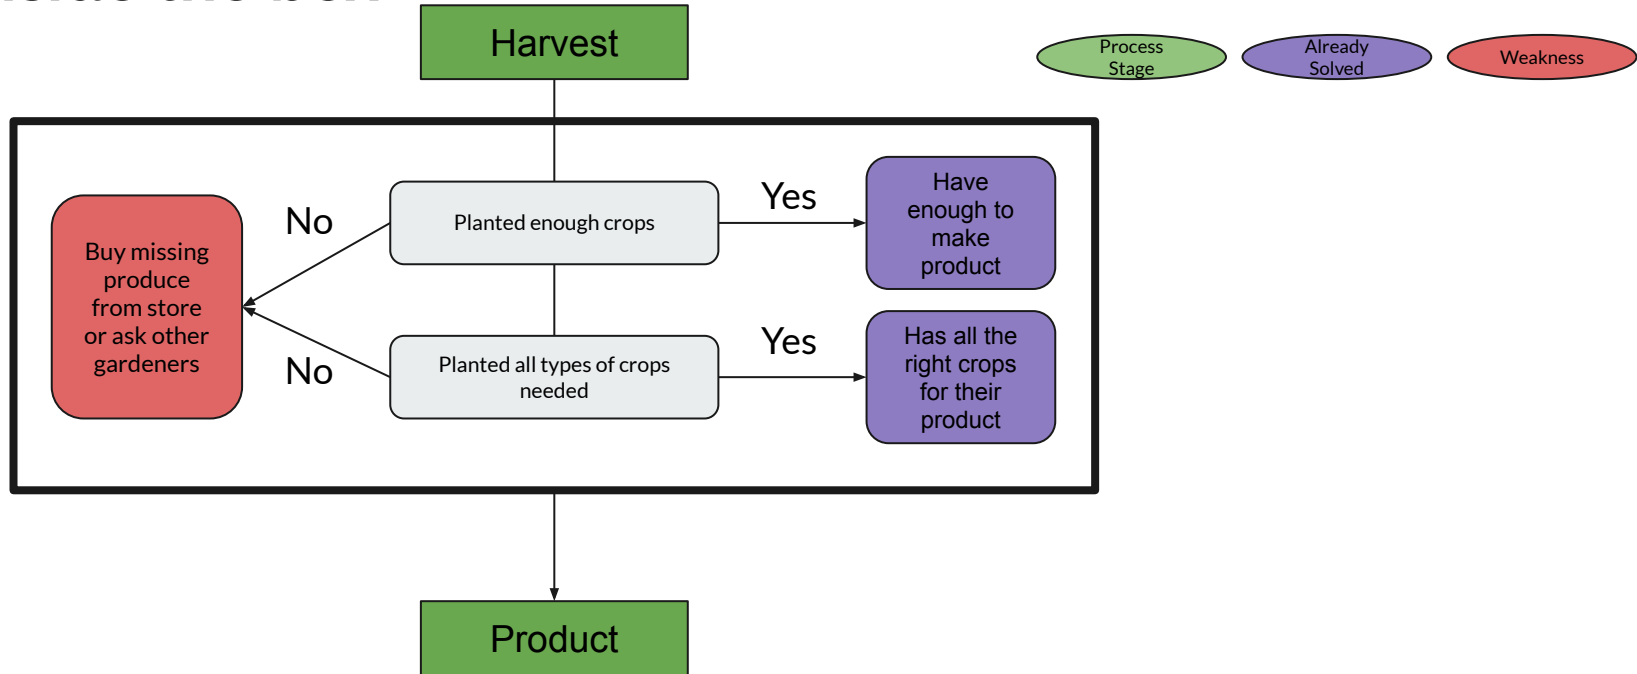 Harvest
Process
Stage
Already
Solved
Weakness
Planted enough crops
Yes
Have
enough to
make
product
No
Buy missing
produce
from store
or ask other
gardeners
Planted all types of crops
needed
Yes
Has all the
right crops
for their
product
No
Product